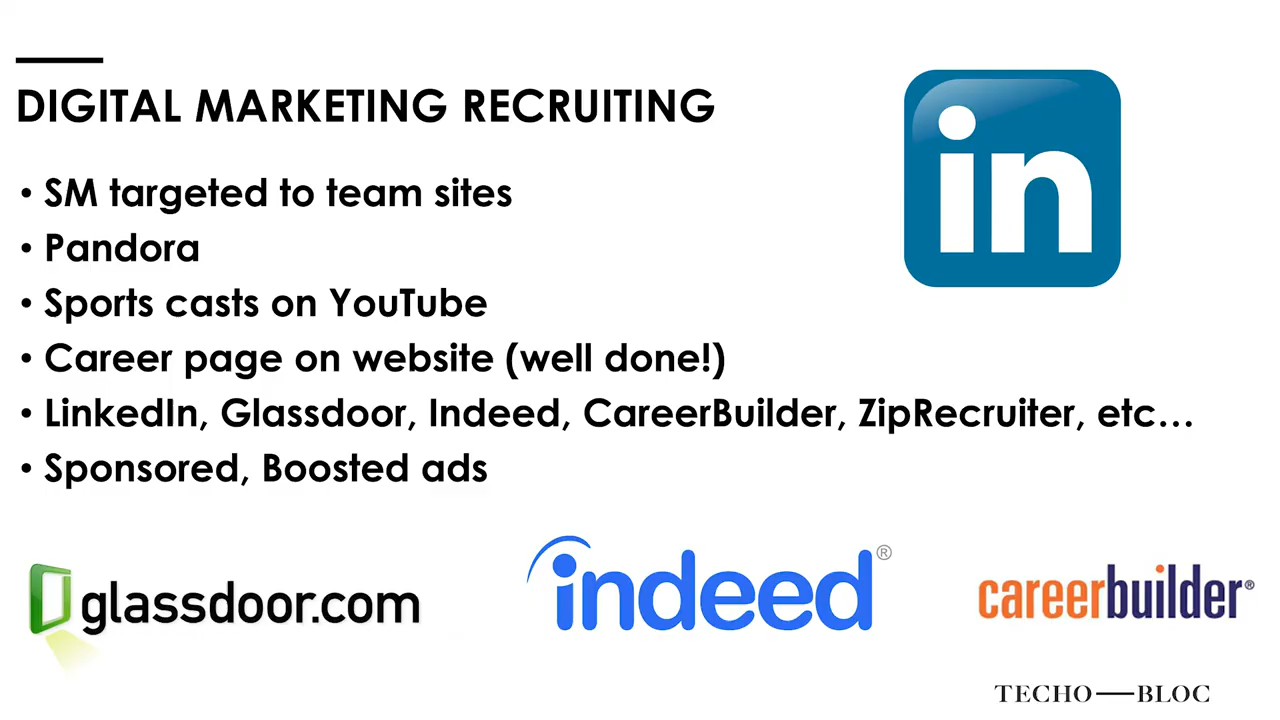 DIGITAL MARKETING RECRUITING
in
• SM targeted to team sites
• Pandora
• Sports casts on YouTube
• Career page on website (well done!)
• LinkedIn, Glassdoor, Indeed, CareerBuilder, ZipRecruiter, etc...
• Sponsored, Boosted ads
glassdoor.com
indeed®
careerbuilder®
TECHO—BLOC